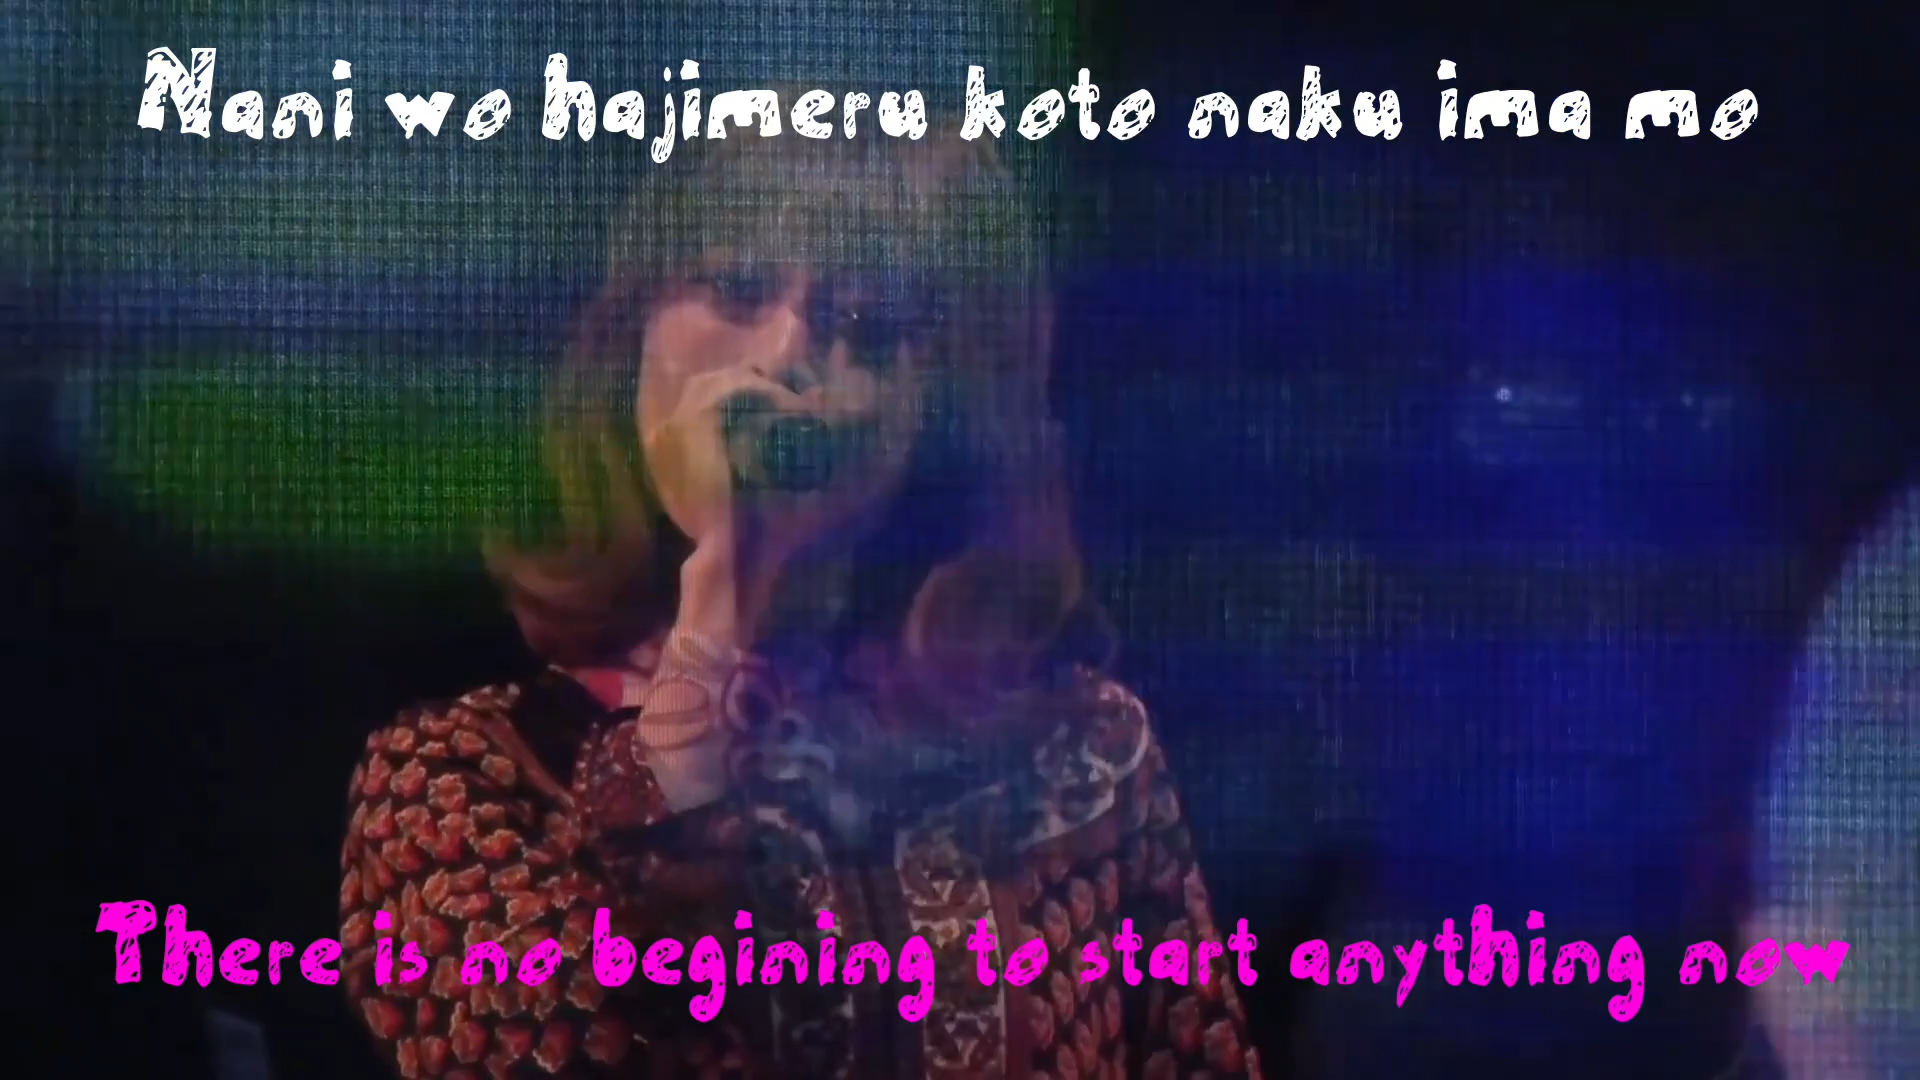 Nani wo hajimeru koto naku ima mo
There is no begining to start anything now